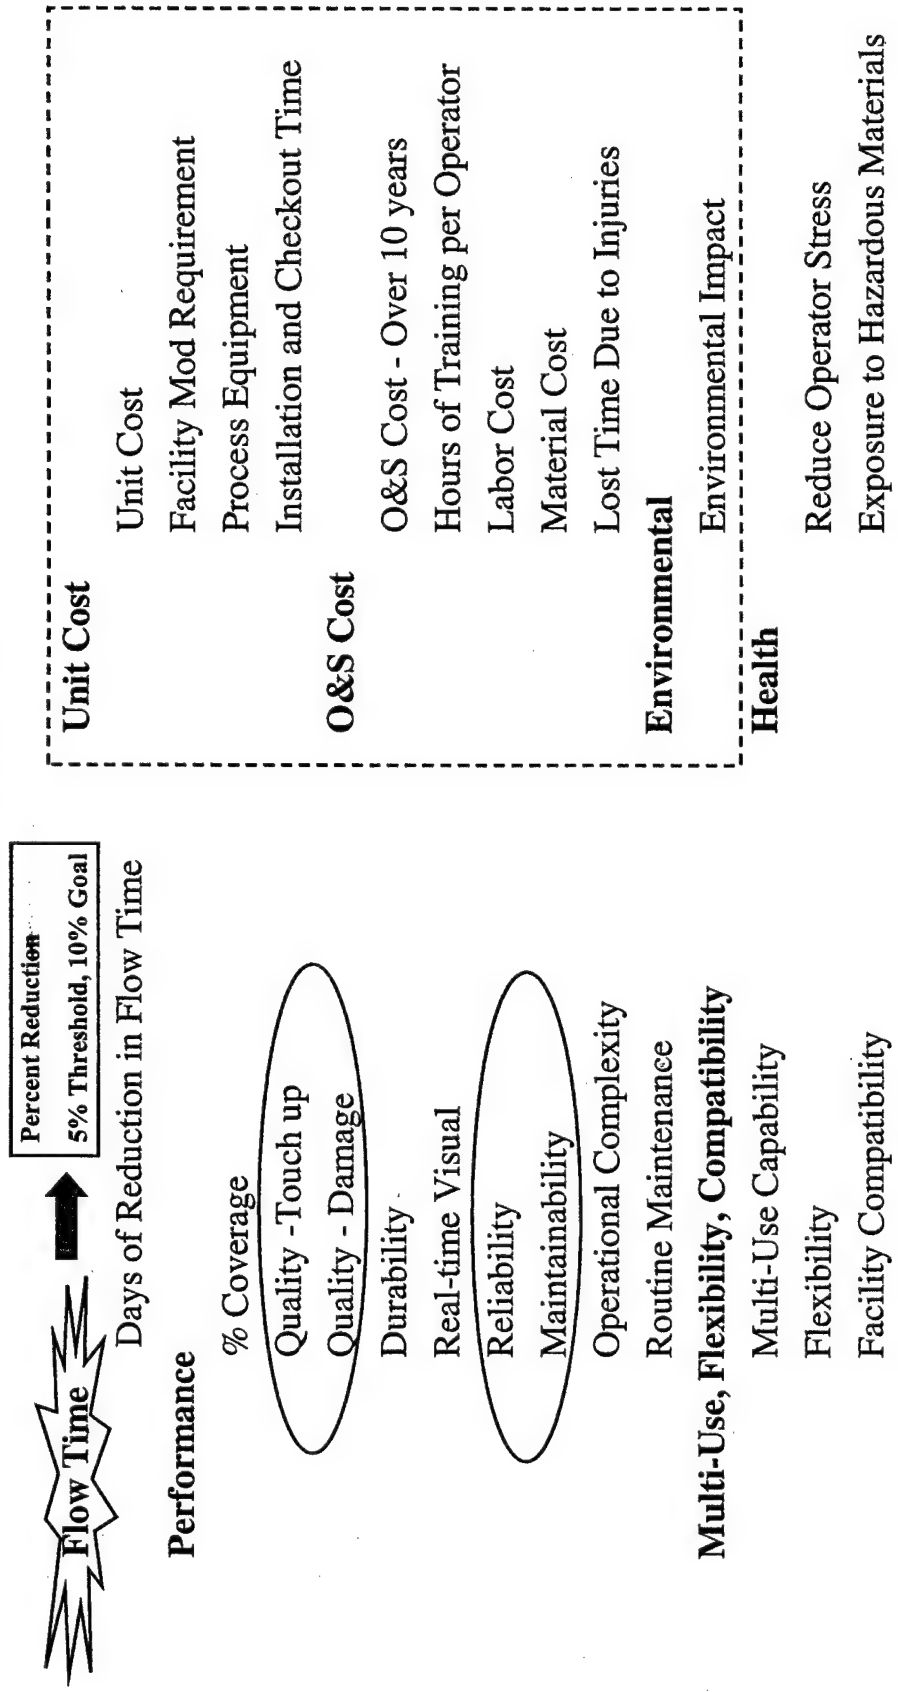 Flow Time
Percent Reduction
5% Threshold, 10% Goal
Days of Reduction in Flow Time
Performance
% Coverage
Quality -Touch up
Quality - Damage
Durability
Real-time Visual
Reliability
Maintainability
Operational Complexity
Routine Maintenance
Multi-Use, Flexibility, Compatibility
Multi-Use Capability
Flexibility
Facility Compatibility
Unit Cost
Unit Cost
Facility Mod Requirement
Process Equipment
Installation and Checkout Time
O&S Cost
O&S Cost - Over 10 years
Hours of Training per Operator
Labor Cost
Material Cost
Lost Time Due to Injuries
Environmental
Environmental Impact
Health
Reduce Operator Stress
Exposure to Hazardous Materials